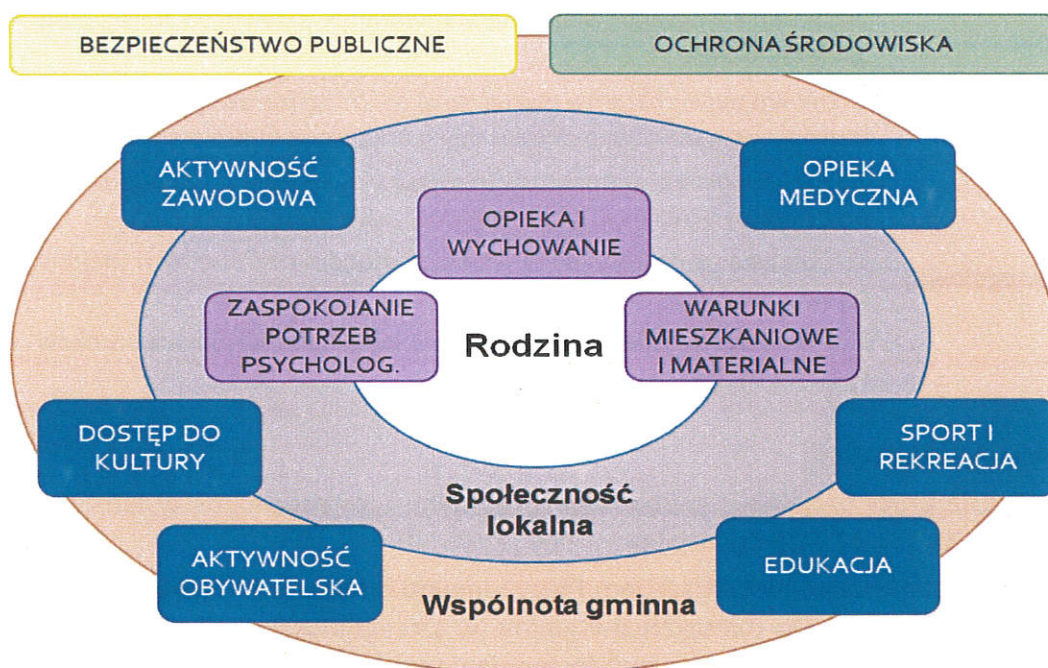 BEZPIECZEŃSTWO PUBLICZNE
OCHRONA ŚRODOWISKA
AKTYWNOŚĆ
ZAWODOWA
OPIEKA
MEDYCZNA
OPIEKA I
WYCHOWANIE
ZASPOKOJANIE
POTRZEB
PSYCHOLOG.
Rodzina
WARUNKI
MIESZKANIOWE
I MATERIALNE
DOSTĘP DO
KULTURY
SPORT I
REKREACJA
Społeczność
lokalna
AKTYWNOŚĆ
OBYWATELSKA
EDUKACJA
Wspólnota gminna